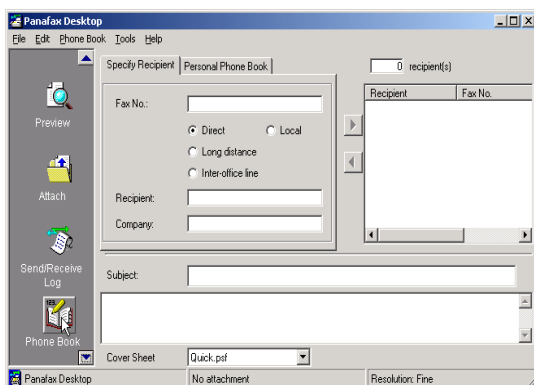 Panafax Desktop
File Edit Phone Book Tools Help
Specify Recipient Personal Phone Book
0 recipient(s)
Recipient Fax No.
Fax No.:
Direct Local
Long distance
Inter-office line
Recipient:
Company:
Preview
Attach
Send/Receive
Log
Phone Book
Subject:
Cover Sheet Quick.psf
Panafax Desktop No attachment Resolution: Fine